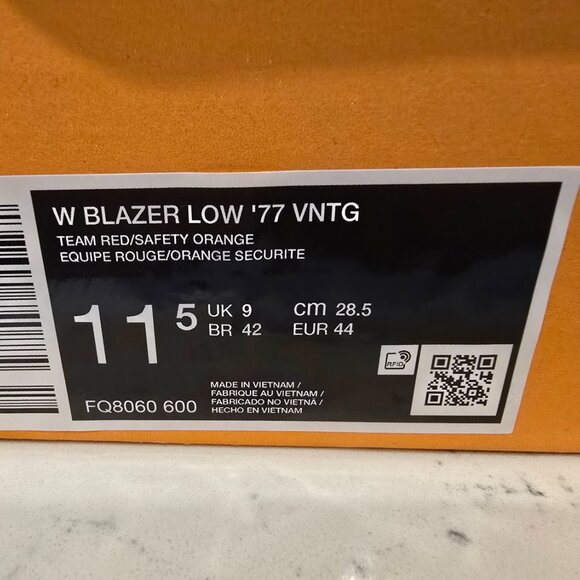 W BLAZER LOW '77 VNTG
TEAM RED/SAFETY ORANGE
EQUIPE ROUGE/ORANGE SECURITE
11 5
UK 9 cm 28.5
BR 42 EUR 44
RFID
MADE IN VIETNAM /
FABRIQUE AU VIETNAM /
FABRICADO NO VIETNÃ /
HECHO EN VIETNAM
FQ8060 600